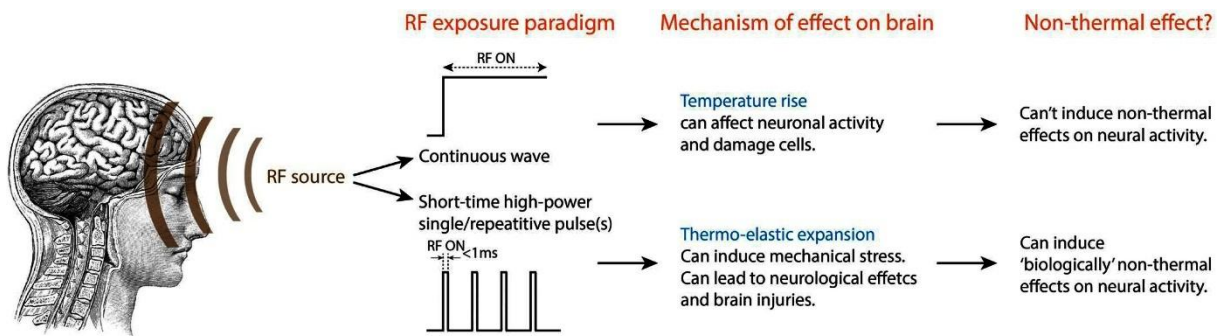 RF exposure paradigm
Mechanism of effect on brain
Non-thermal effect?
RF ON
Temperature rise
can affect neuronal activity
and damage cells.
Can't induce non-thermal
effects on neural activity.
Continuous wave
RF source
Short-time high-power
single/repetitive pulse(s)
RF ON
<1ms
Thermo-elastic expansion
Can induce mechanical stress.
Can lead to neurological effetcs
and brain injuries.
Can induce
'biologically' non-thermal
effects on neural activity.